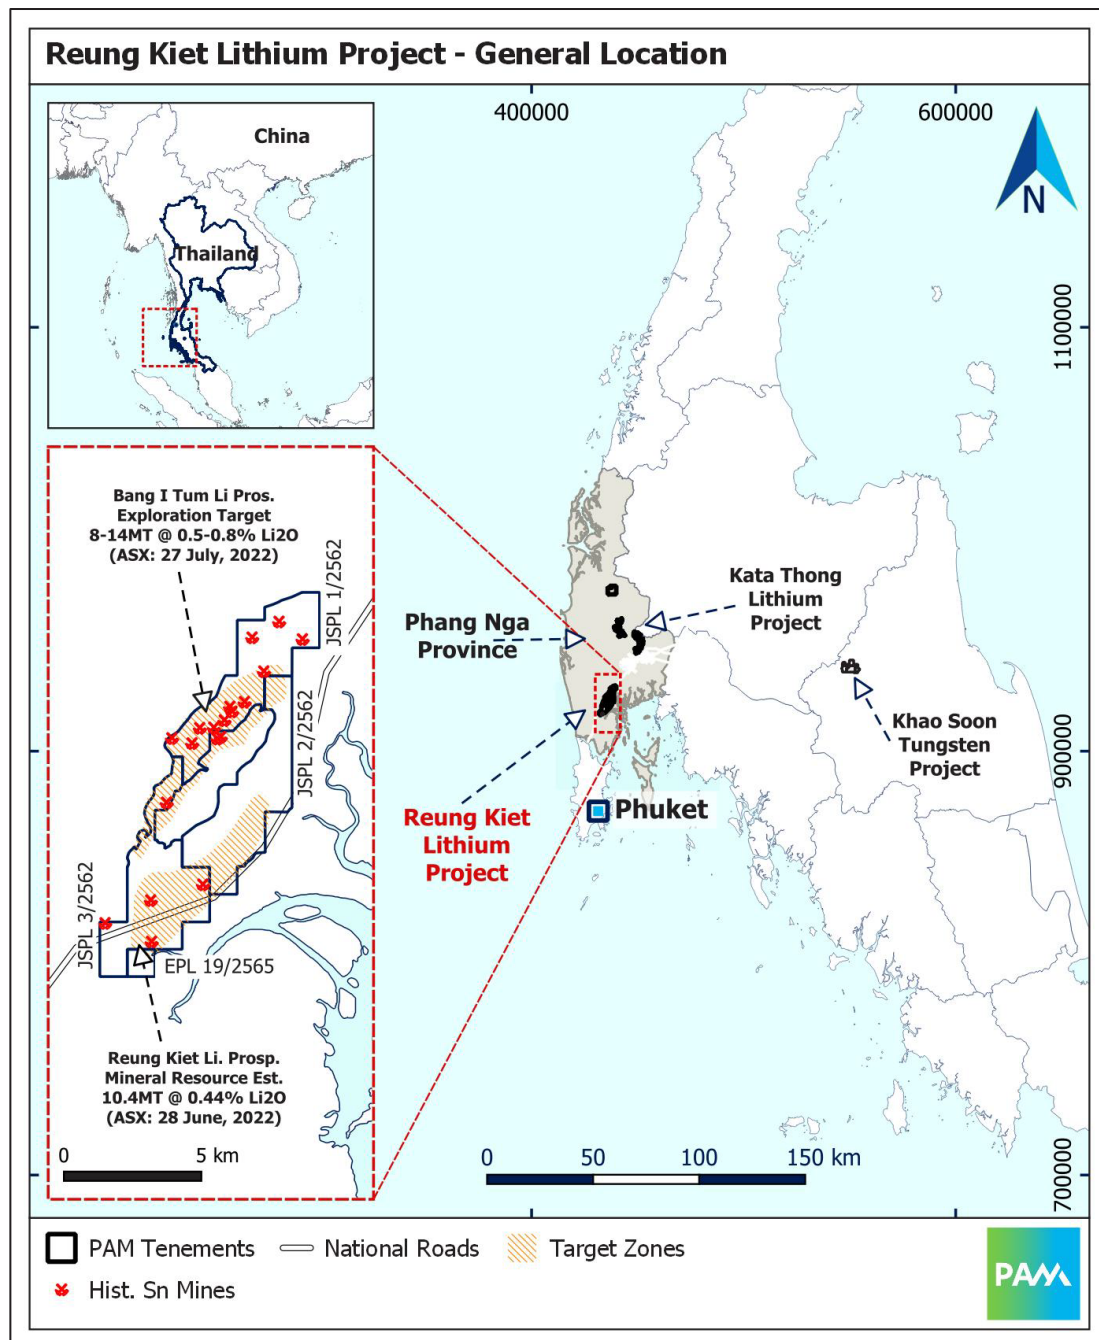 Reung Kiet Lithium Project - General Location
400000
600000
China
Thailand
N
1100000
900000
700000
Bang I Tum Li Pros.
Exploration Target
8-14MT @ 0.5-0.8% Li2O
(ASX: 27 July, 2022)
JSPL 1/2562
JSPL 2/2562
JSPL 3/2562
EPL 19/2565
Reung Kiet Li. Prosp.
Mineral Resource Est.
10.4MT @ 0.44% Li2O
(ASX: 28 June, 2022)
0 5 km
Phang Nga
Province
Kata Thong
Lithium
Project
Khao Soon
Tungsten
Project
Reung Kiet
Lithium
Project
Phuket
0 50 100 150 km
PAM Tenements
National Roads
Target Zones
Hist. Sn Mines
PAM